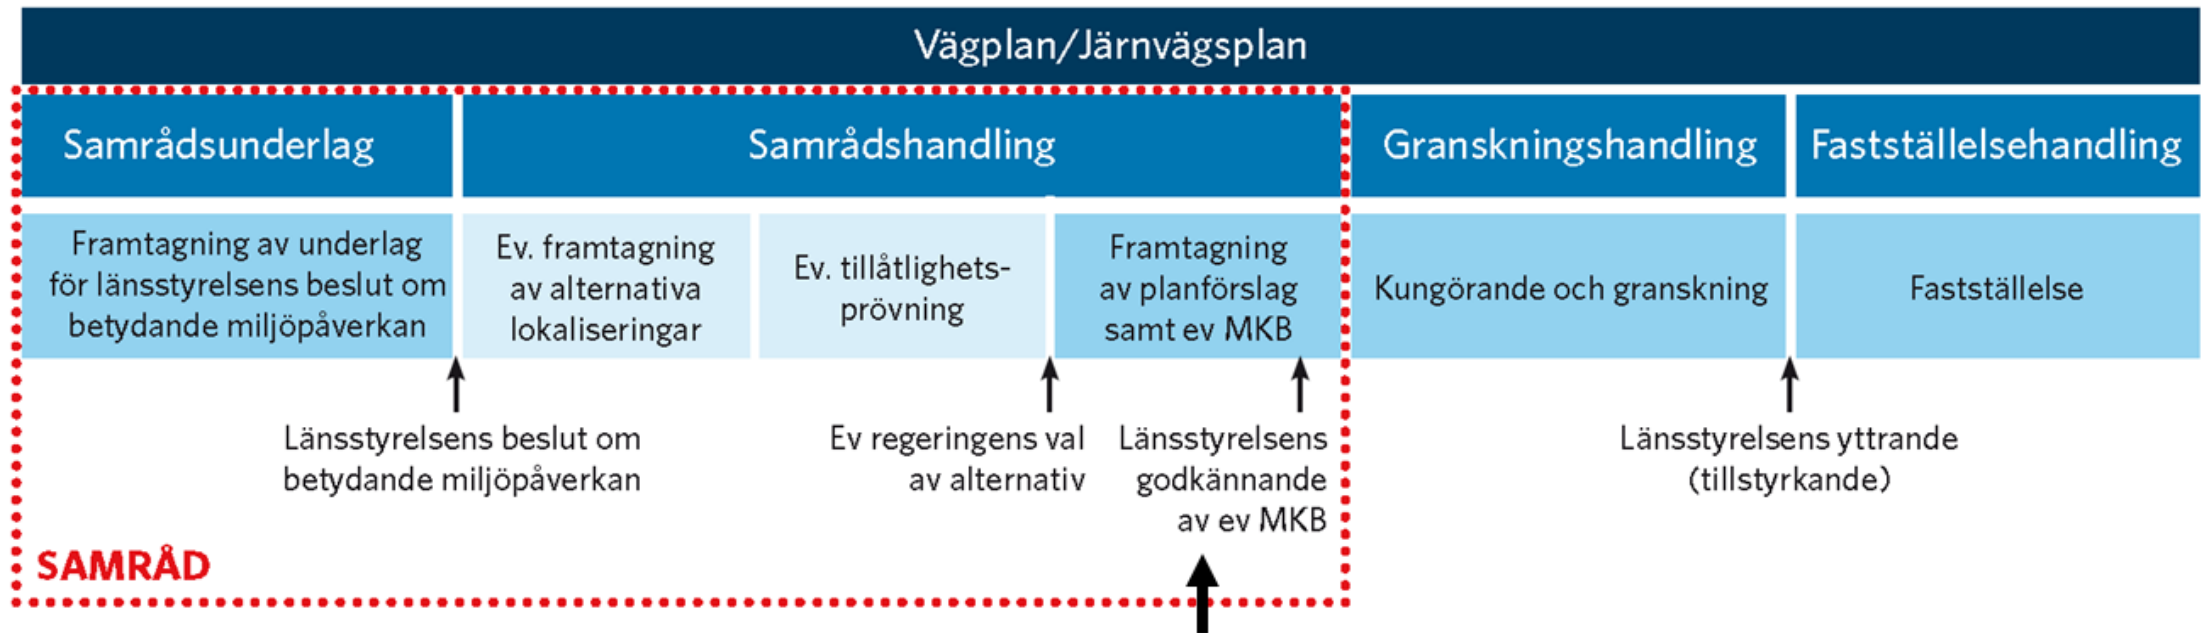 Vägplan/Järnvägsplan
Samrådsunderlag
Samrådshandling
Granskningshandling
Fastställelsehandling
Framtagning av underlag
för länsstyrelsens beslut om
betydande miljöpåverkan
Ev. framtagning
av alternativa
lokaliseringar
Ev. tillåtlighets-
prövning
Framtagning
av planförslag
samt ev MKB
Kungörande och granskning
Fastställelse
Länsstyrelsens beslut om
betydande miljöpåverkan
Ev regeringens val
av alternativ
Länsstyrelsens
godkännande
av ev MKB
Länsstyrelsens yttrande
(tillstyrkande)
SAMRÅD